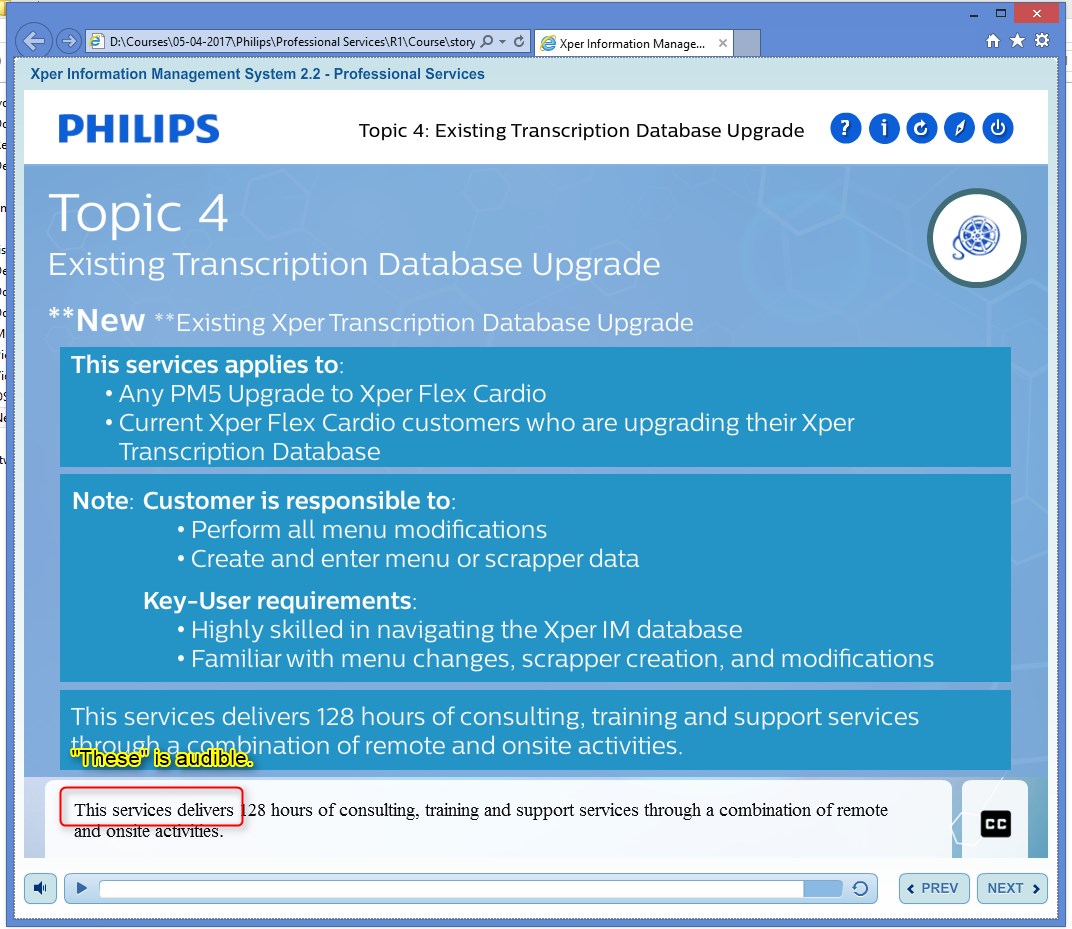 D:\Courses\05-04-2017\Philips\Professional Services\R1\Course\story
Xper Information Manage...
Xper Information Management System 2.2 - Professional Services
PHILIPS
Topic 4: Existing Transcription Database Upgrade
Topic 4
Existing Transcription Database Upgrade
**New **Existing Xper Transcription Database Upgrade
This services applies to:
• Any PM5 Upgrade to Xper Flex Cardio
• Current Xper Flex Cardio customers who are upgrading their Xper
Transcription Database
Note: Customer is responsible to:
• Perform all menu modifications
• Create and enter menu or scrapper data
Key-User requirements:
• Highly skilled in navigating the Xper IM database
• Familiar with menu changes, scrapper creation, and modifications
This services delivers 128 hours of consulting, training and support services
through a combination of remote and onsite activities.
"These" is audible.
This services delivers 128 hours of consulting, training and support services through a combination of remote
and onsite activities.
CC
PREV
NEXT